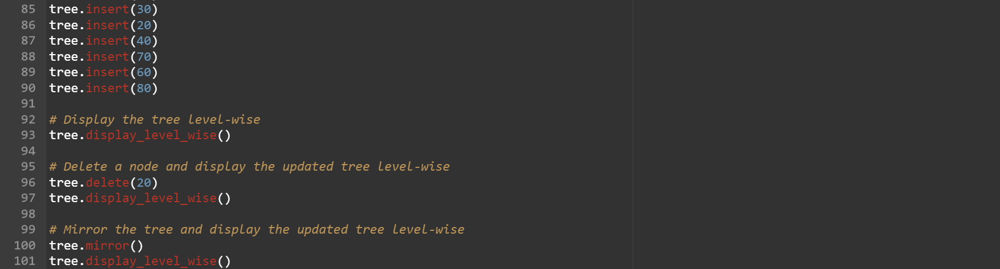 85 tree.insert(30)
86 tree.insert(20)
87 tree.insert(40)
88 tree.insert(70)
89 tree.insert(60)
90 tree.insert(80)
91
92 # Display the tree level-wise
93 tree.display_level_wise()
94
95 # Delete a node and display the updated tree level-wise
96 tree.delete(20)
97 tree.display_level_wise()
98
99 # Mirror the tree and display the updated tree level-wise
100 tree.mirror()
101 tree.display_level_wise()